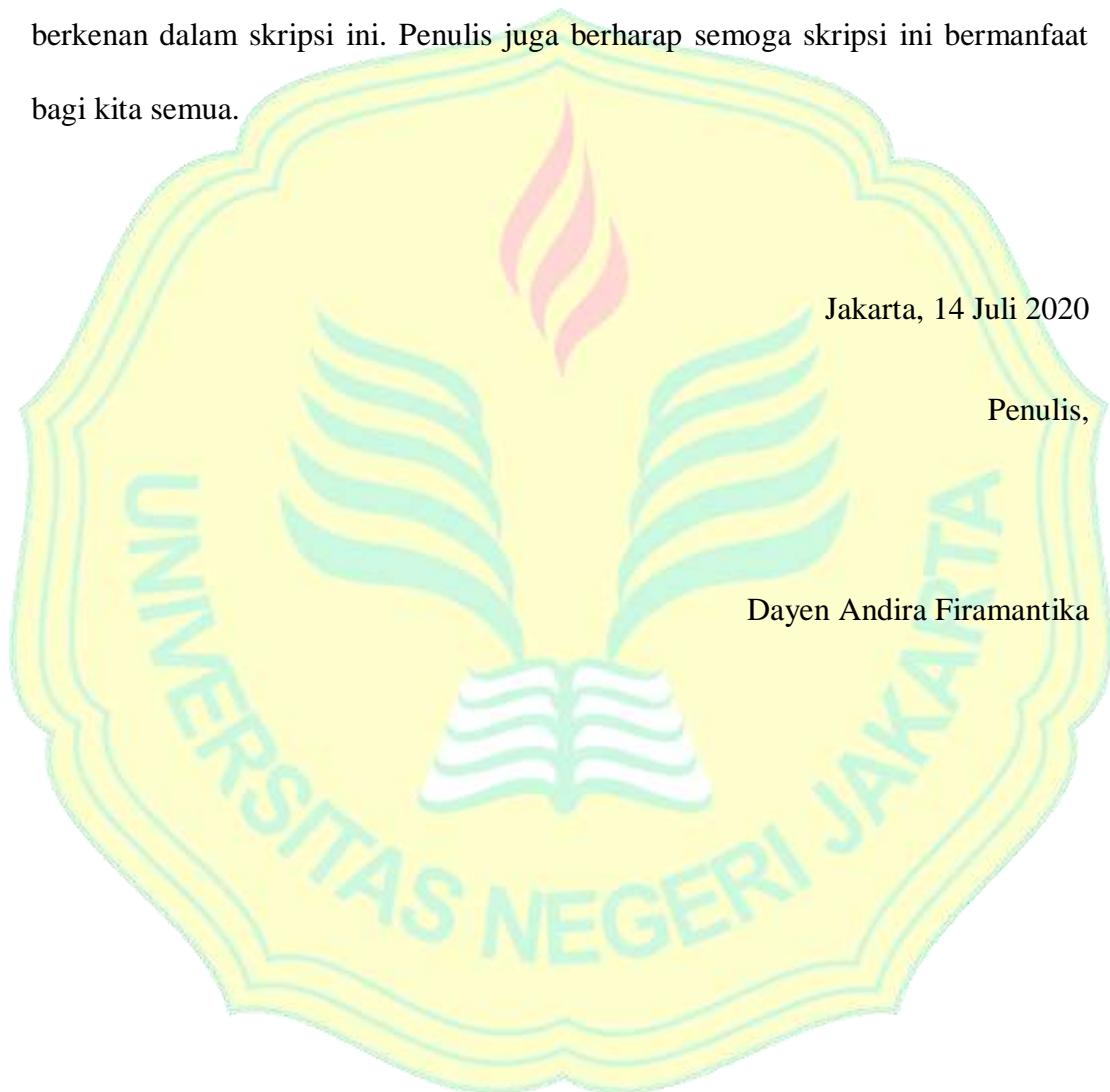 berkenan dalam skripsi ini. Penulis juga berharap semoga skripsi ini bermanfaat
bagi kita semua.
Jakarta, 14 Juli 2020
Penulis,
Dayen Andira Firamantika
UNIVERSITAS NEGERI JAKARTA